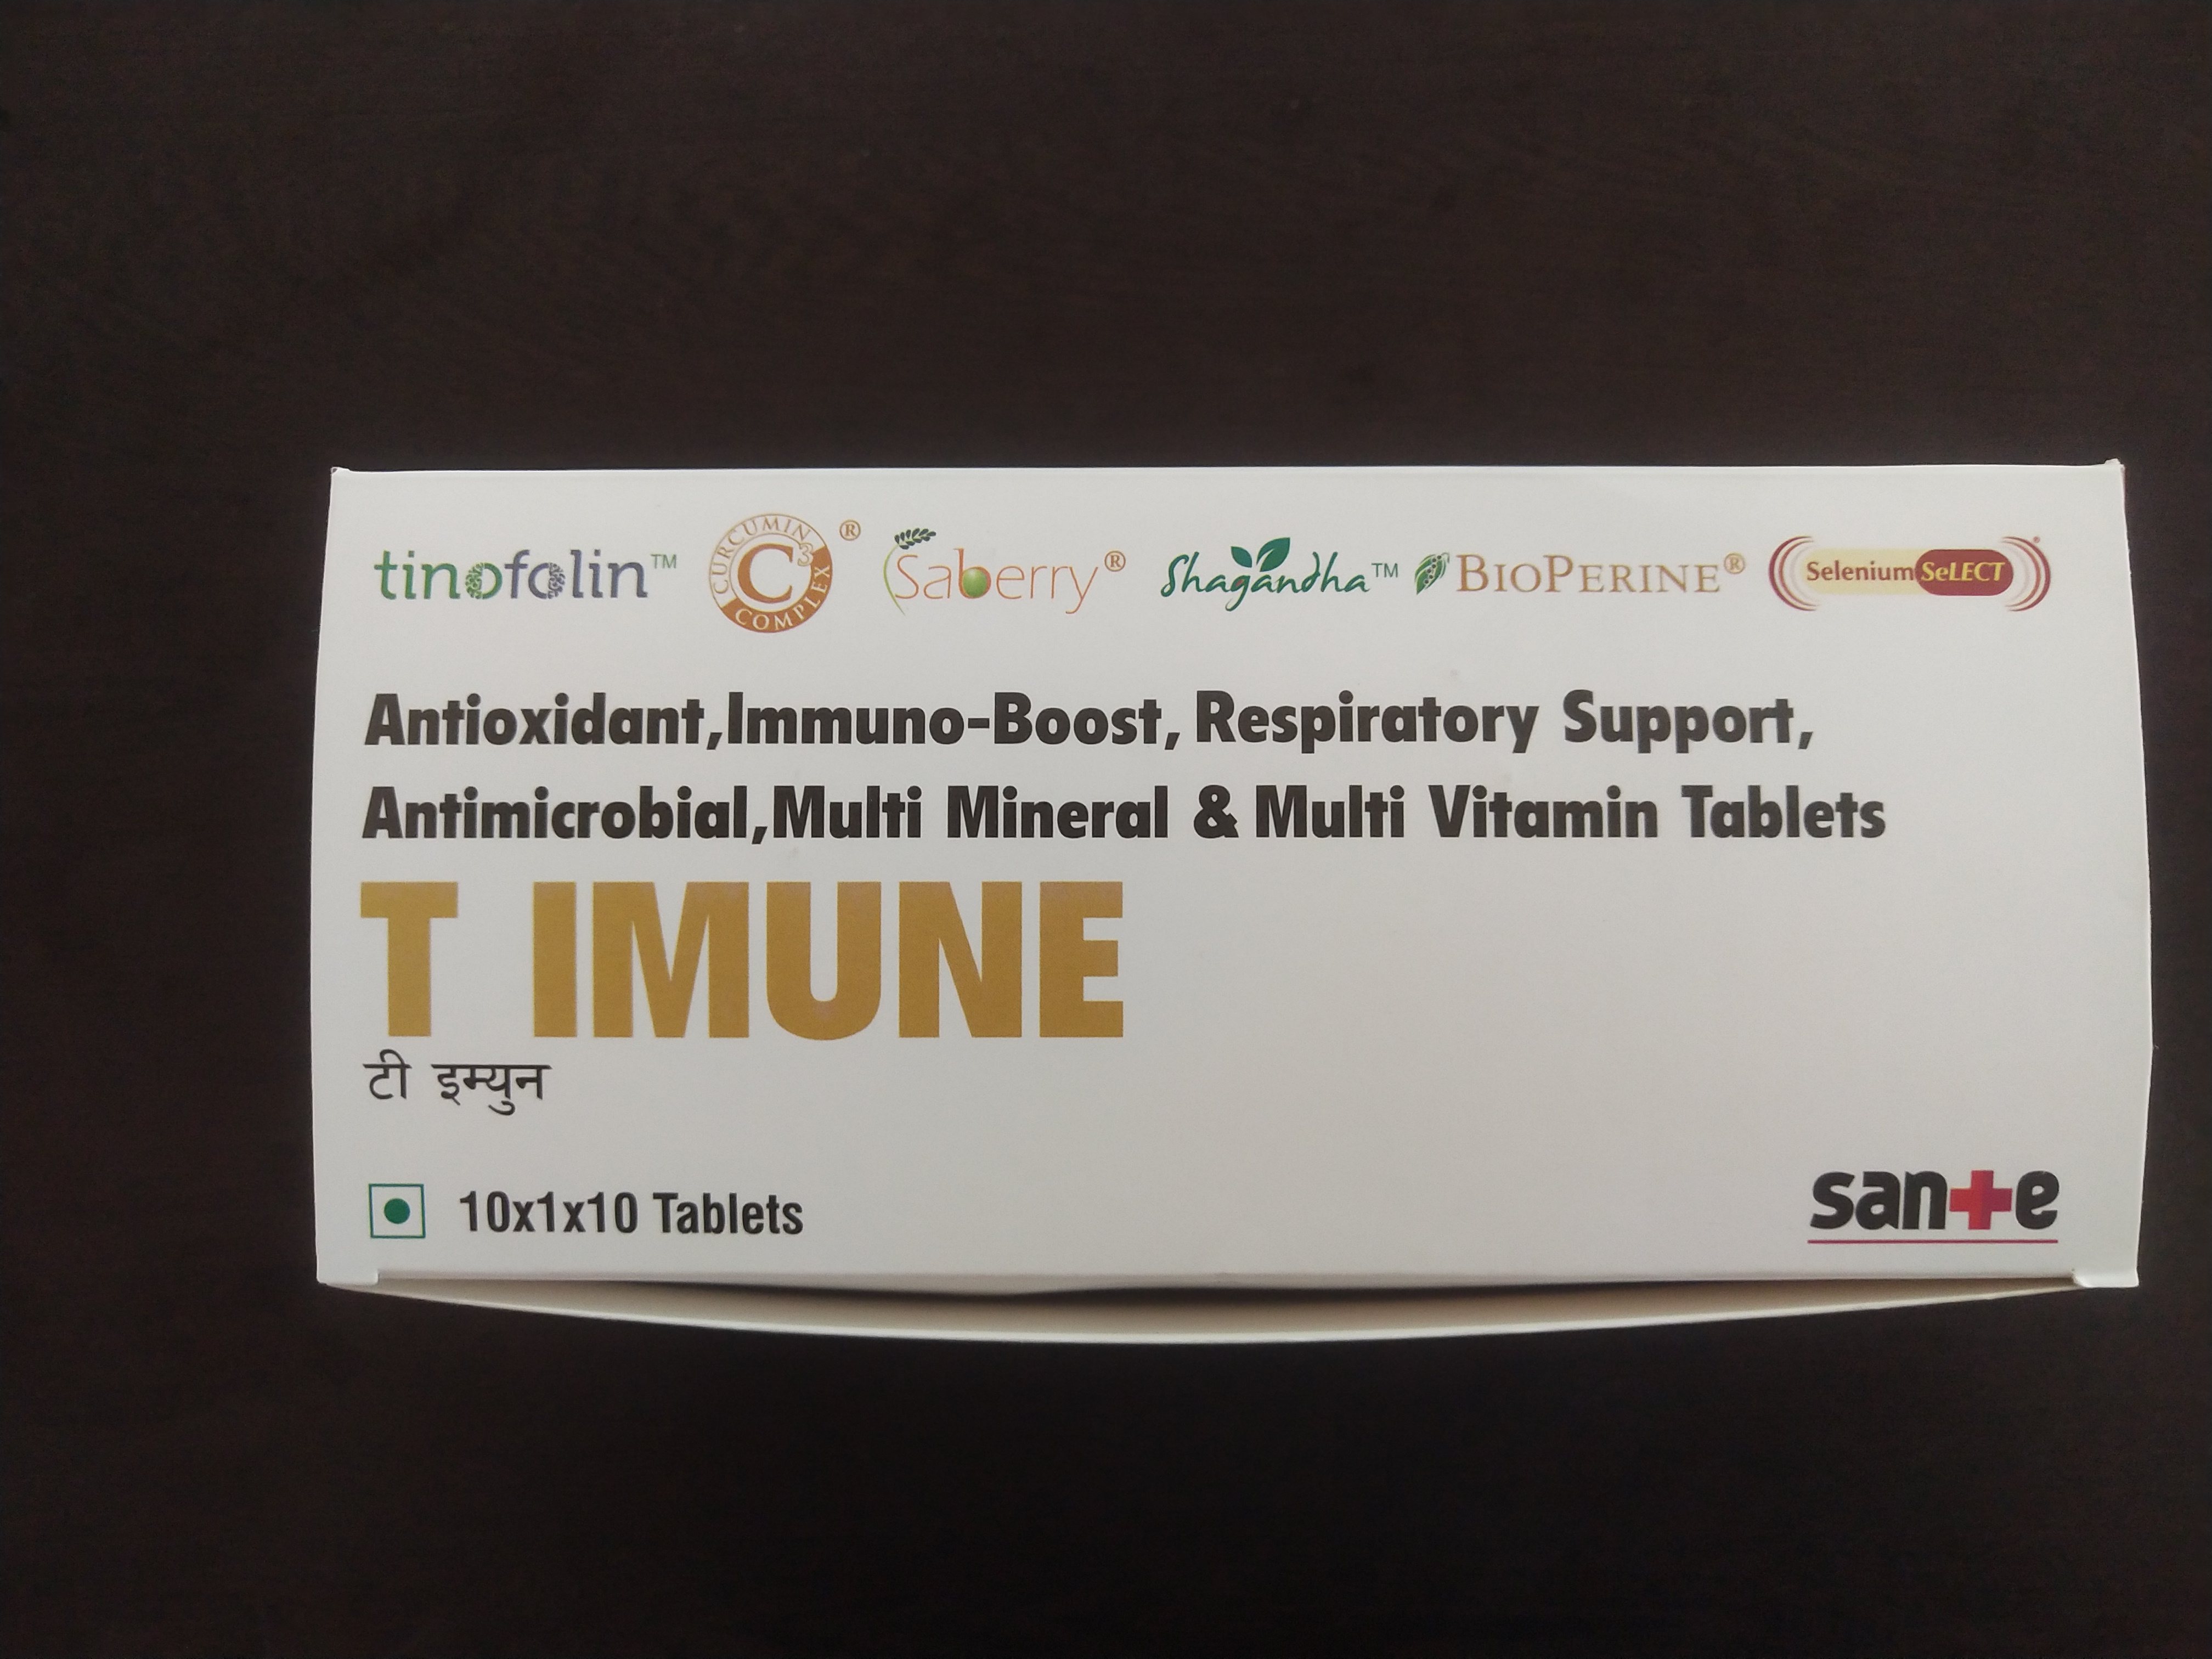 tinofolin™ CURCUMIN C3 COMPLEX ® Saberry® Shagandha™ BIOPERINE® Selenium SeLECT®
Antioxidant,Immuno-Boost, Respiratory Support,
Antimicrobial,Multi Mineral & Multi Vitamin Tablets
T IMUNE
टी इम्युन
10x1x10 Tablets
sante